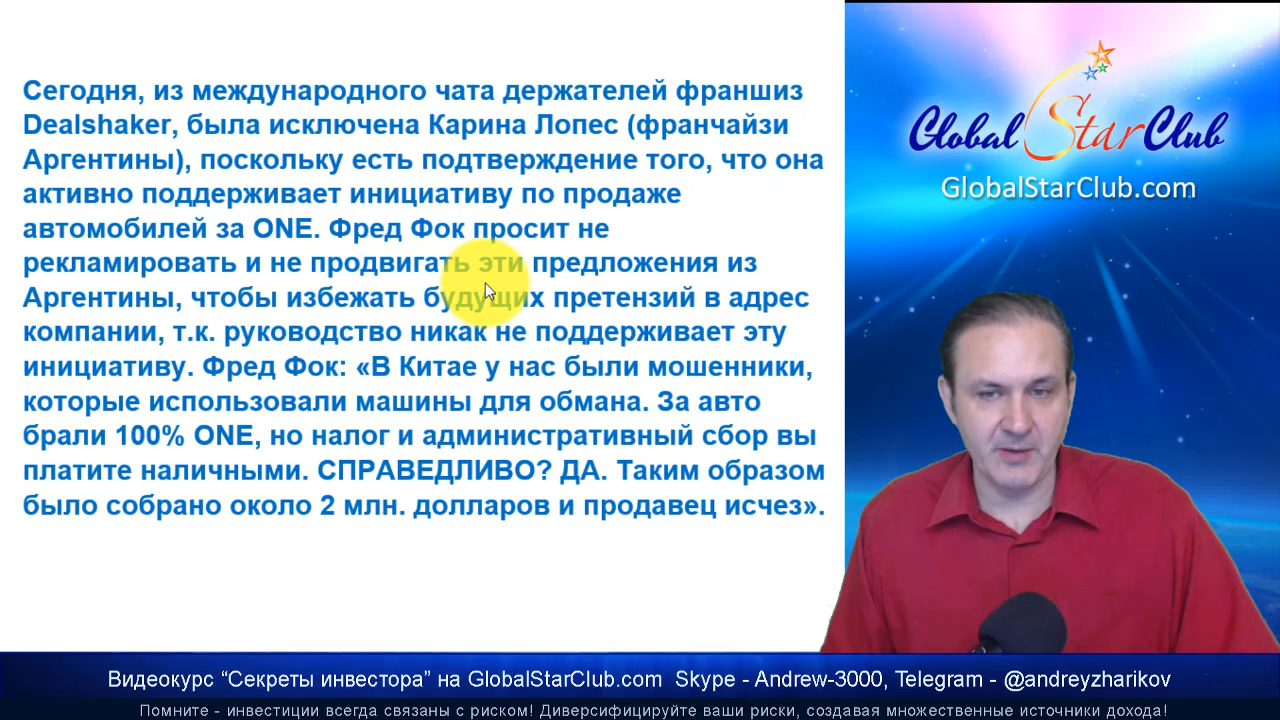 Сегодня, из международного чата держателей франшиз
Dealshaker, была исключена Карина Лопес (франчайзи
Аргентины), поскольку есть подтверждение того, что она
активно поддерживает инициативу по продаже
автомобилей за ONE. Фред Фок просит не
рекламировать и не продвигать эти предложения из
Аргентины, чтобы избежать будущих претензий в адрес
компании, т.к. руководство никак не поддерживает эту
инициативу. Фред Фок: «В Китае у нас были мошенники,
которые использовали машины для обмана. За авто
брали 100% ONE, но налог и административный сбор вы
платите наличными. СПРАВЕДЛИВО? ДА. Таким образом
было собрано около 2 млн. долларов и продавец исчез».
Global Star Club
GlobalStarClub.com
Видеокурс “Секреты инвестора” на GlobalStarClub.com Skype - Andrew-3000, Telegram - @andreyzharikov
Помните - инвестиции всегда связаны с риском! Диверсифицируйте ваши риски, создавая множественные источники дохода!